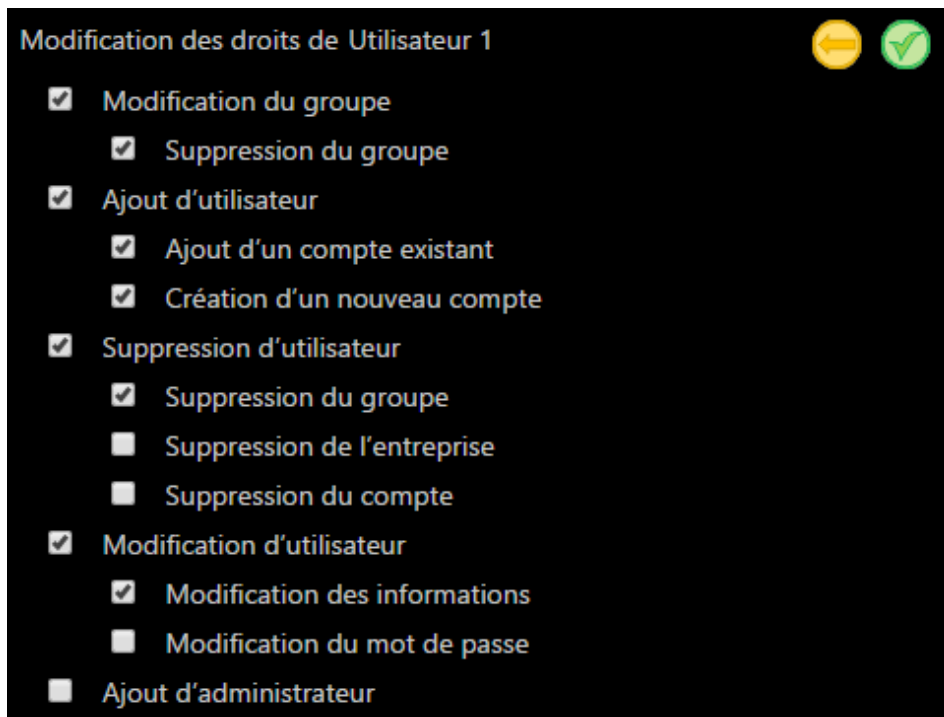 Modification des droits de Utilisateur 1
Modification du groupe
Suppression du groupe
Ajout d’utilisateur
Ajout d’un compte existant
Création d’un nouveau compte
Suppression d’utilisateur
Suppression du groupe
Suppression de l’entreprise
Suppression du compte
Modification d’utilisateur
Modification des informations
Modification du mot de passe
Ajout d’administrateur